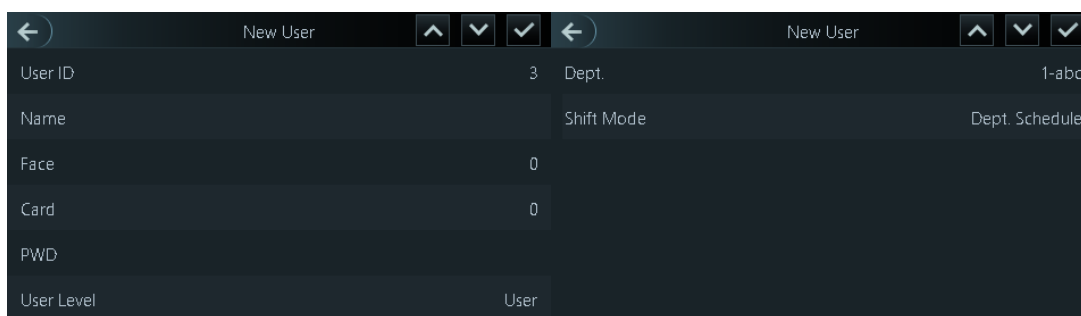 New User
User ID 3
Name
Face 0
Card 0
PWD
User Level User
New User
Dept. 1-abc
Shift Mode Dept. Schedule